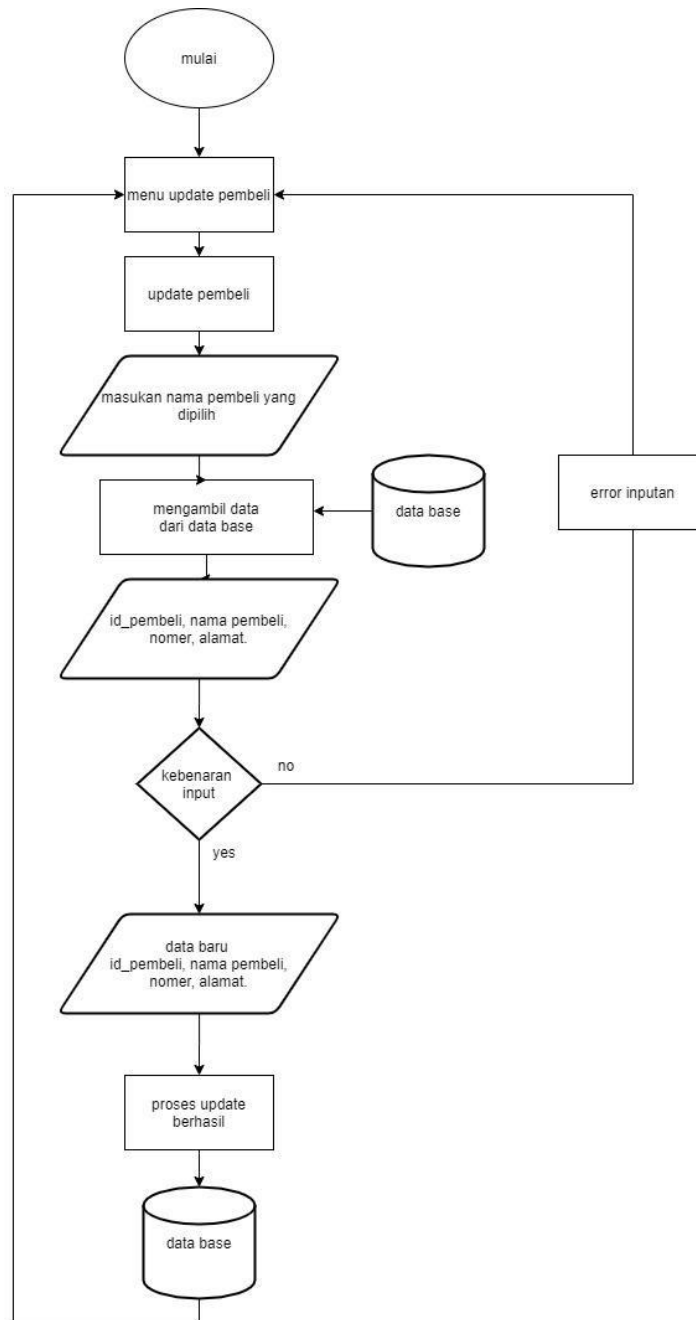 mulai
menu update pembeli
update pembeli
masukan nama pembeli yang
dipilih
mengambil data
dari data base
data base
error inputan
id_pembeli, nama pembeli,
nomer, alamat.
kebenaran
input
no
yes
data baru
id_pembeli, nama pembeli,
nomer, alamat.
proses update
berhasil
data base